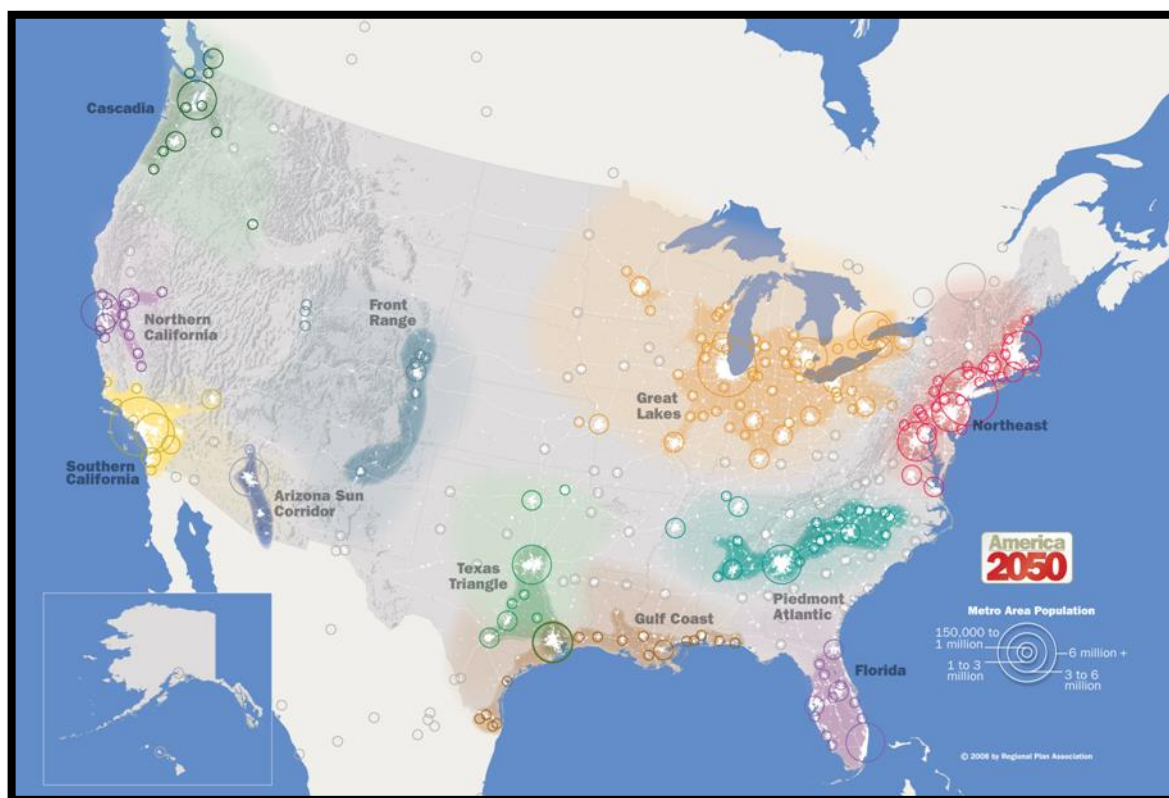 Cascadia
Northern
California
Southern
California
Arizona Sun
Corridor
Front
Range
Texas
Triangle
Gulf Coast
Great
Lakes
Piedmont
Atlantic
Florida
Northeast
America
2050
Metro Area Population
150,000 to
1 million
1 to 3
million
6 million +
3 to 6
million
© 2008 by Regional Plan Association